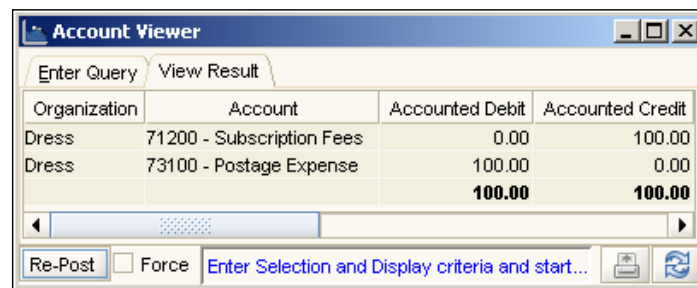 Account Viewer
Enter Query View Result
Organization Account Accounted Debit Accounted Credit
Dress 71200 - Subscription Fees 0.00 100.00
Dress 73100 - Postage Expense 100.00 0.00
100.00 100.00
Re-Post Force Enter Selection and Display criteria and start...